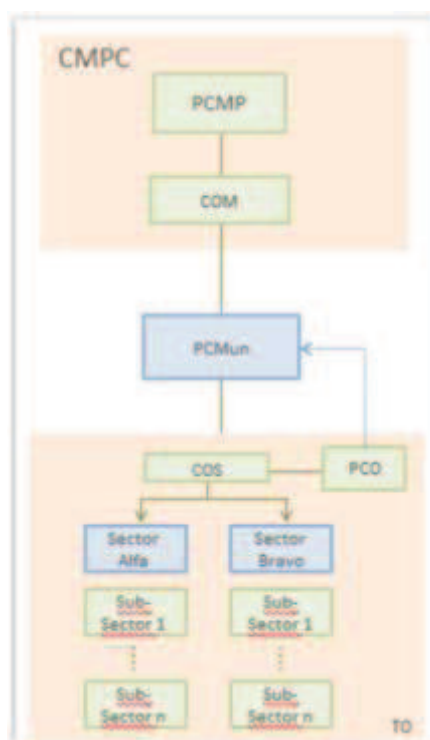 CMPC
PCMP
COM
PCMun
COS
PCO
Sector
Alfa
Sector
Bravo
Sub-
Sector 1
Sub-
Sector 1
Sub-
Sector n
Sub-
Sector n
TO